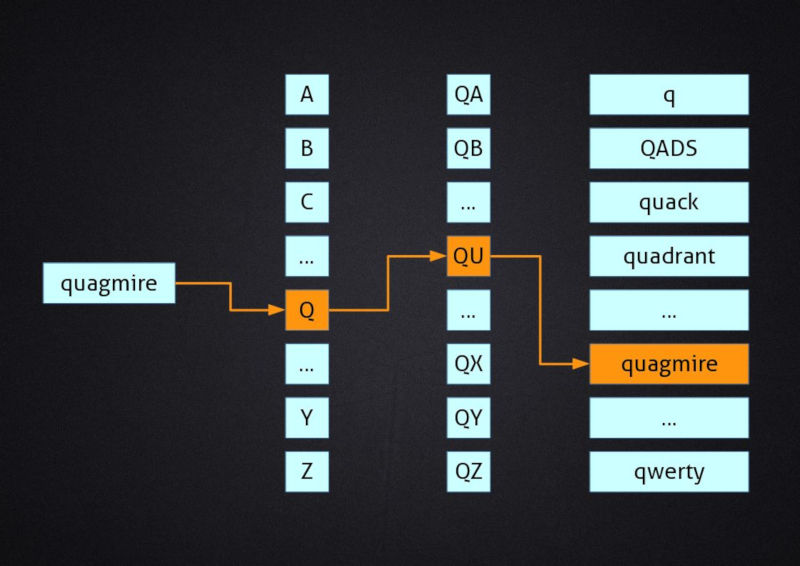 quagmire
A
B
C
...
Q
...
Y
Z
QA
QB
...
QU
...
QX
QY
QZ
q
QADS
quack
quadrant
...
quagmire
...
qwerty